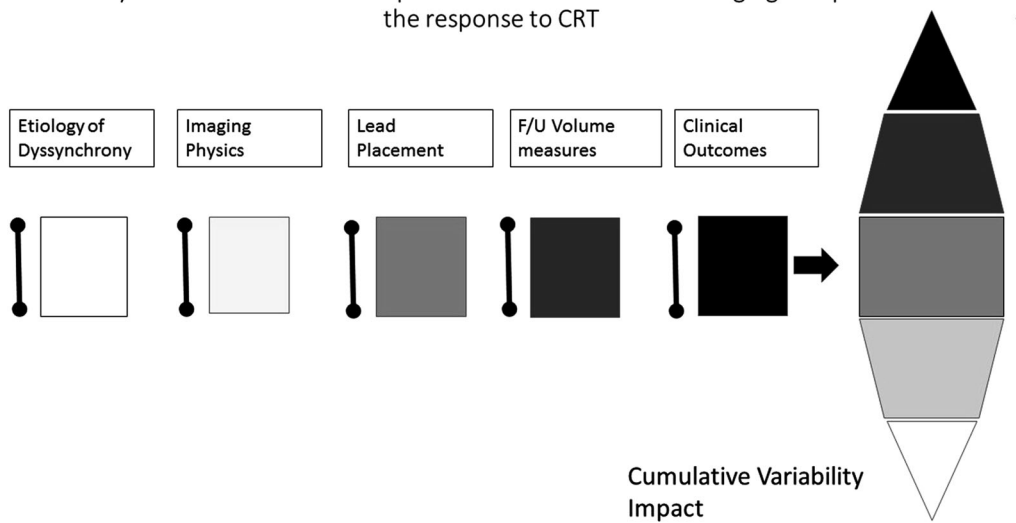 the response to CRT
Etiology of
Dyssynchrony
Imaging
Physics
Lead
Placement
F/U Volume
measures
Clinical
Outcomes
Cumulative Variability
Impact